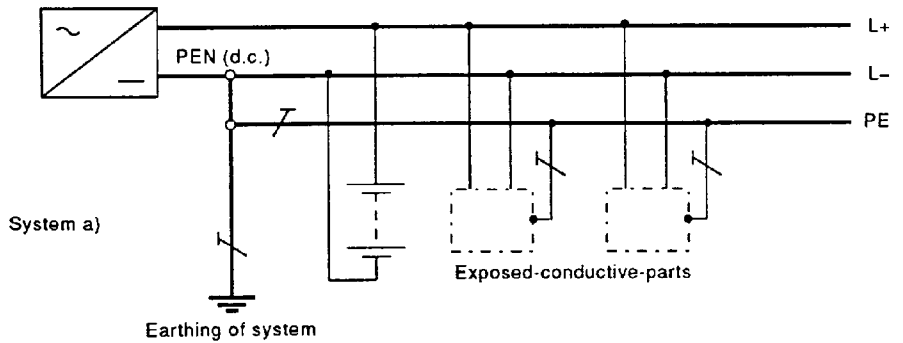 L+
PEN (d.c.)
L–
PE
System a)
Exposed-conductive-parts
Earthing of system